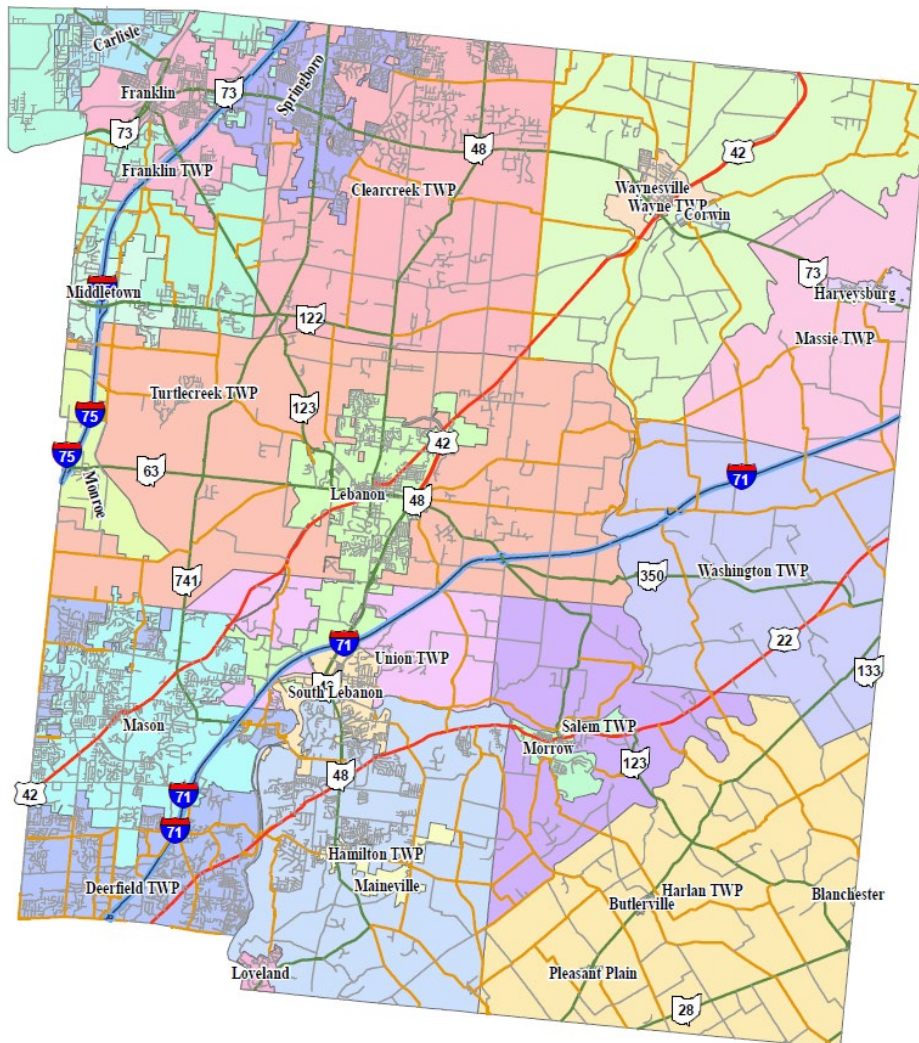 Carlisle
Springboro
Franklin
73
73
Franklin TWP
48
42
Clearcreek TWP
Waynesville
Wayne TWP
Corwin
73
Harveysburg
Middletown
122
Massie TWP
Turtlecreek TWP
123
75
42
75
63
71
Monroe
Lebanon
48
741
350
Washington TWP
71
22
Union TWP
133
South Lebanon
Mason
Salem TWP
Morrow
123
42
71
48
71
Hamilton TWP
Deerfield TWP
Maineville
Harlan TWP
Butlerville
Blanchester
Loveland
Pleasant Plain
28